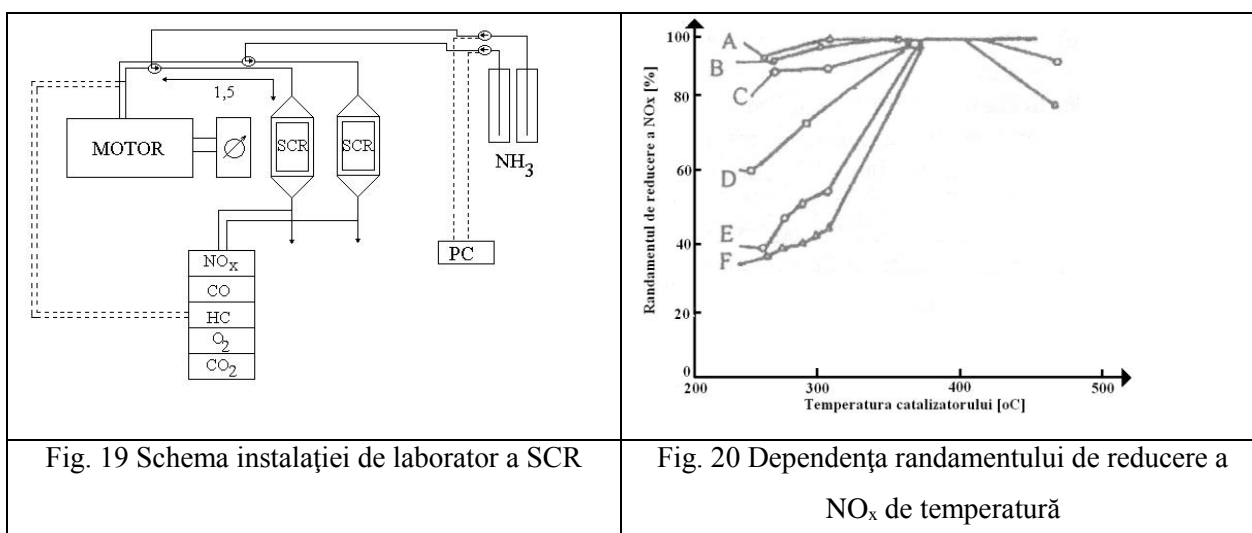 1,5
MOTOR
SCR
SCR
NH3
PC
NOX
CO
HC
O2
CO2
Fig. 19 Schema instalaţiei de laborator a SCR
Randamentul de reducere a NOx [%]
100
80
60
40
20
0
A
B
C
D
E
F
200
300
400
500
Temperatura catalizatorului [oC]
Fig. 20 Dependenţa randamentului de reducere a
NOx de temperatură